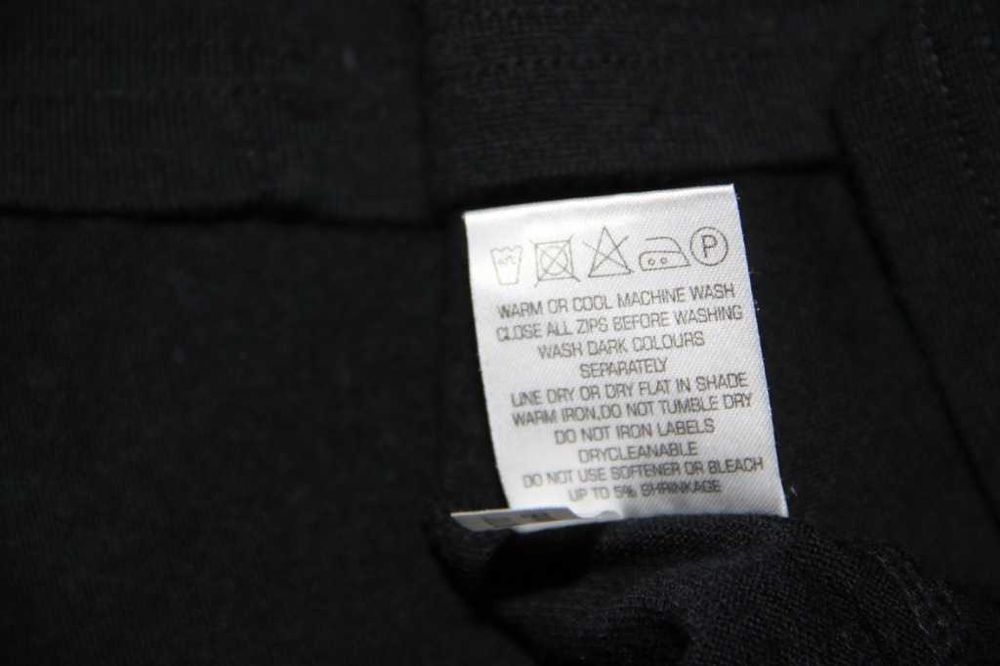 P
WARM OR COOL MACHINE WASH
CLOSE ALL ZIPS BEFORE WASHING
WASH DARK COLOURS
SEPARATELY
LINE DRY OR DRY FLAT IN SHADE
WARM IRON,DO NOT TUMBLE DRY
DO NOT IRON LABELS
DRYCLEANABLE
DO NOT USE SOFTENER OR BLEACH
UP TO 5% SHRINKAGE